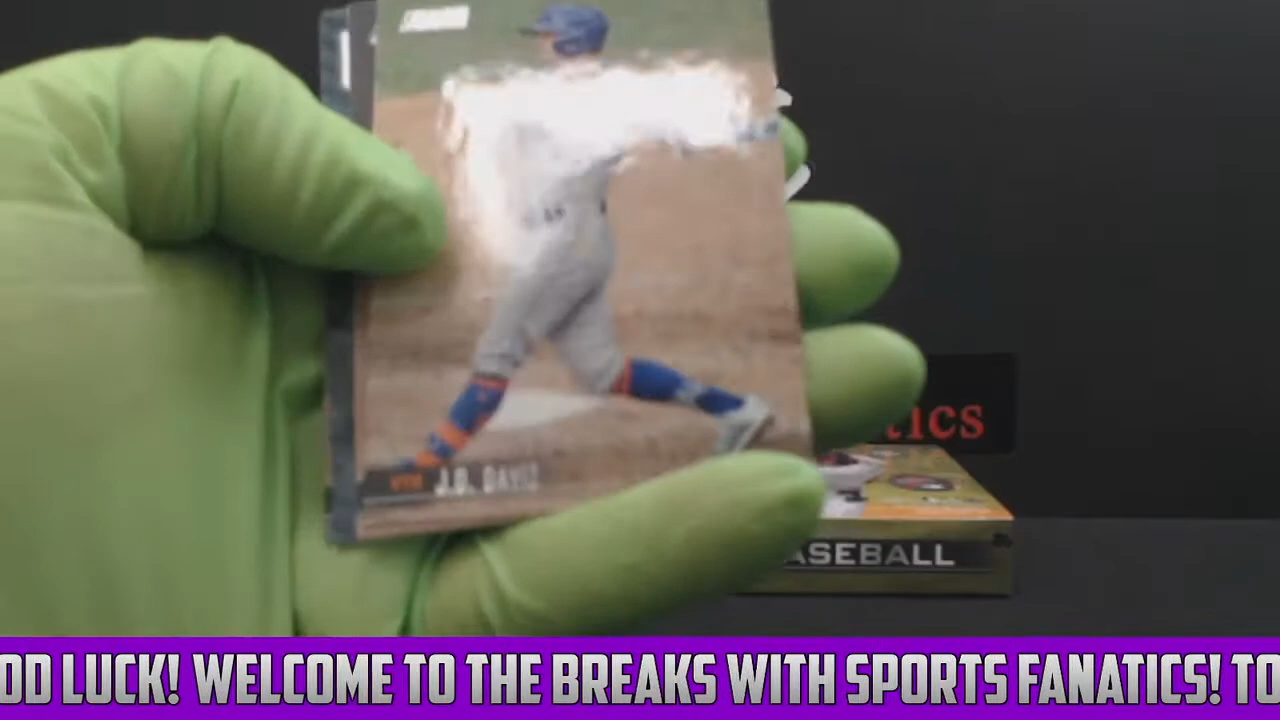 J.D. DAVIS
tics
ASEBALL
OD LUCK! WELCOME TO THE BREAKS WITH SPORTS FANATICS! TO